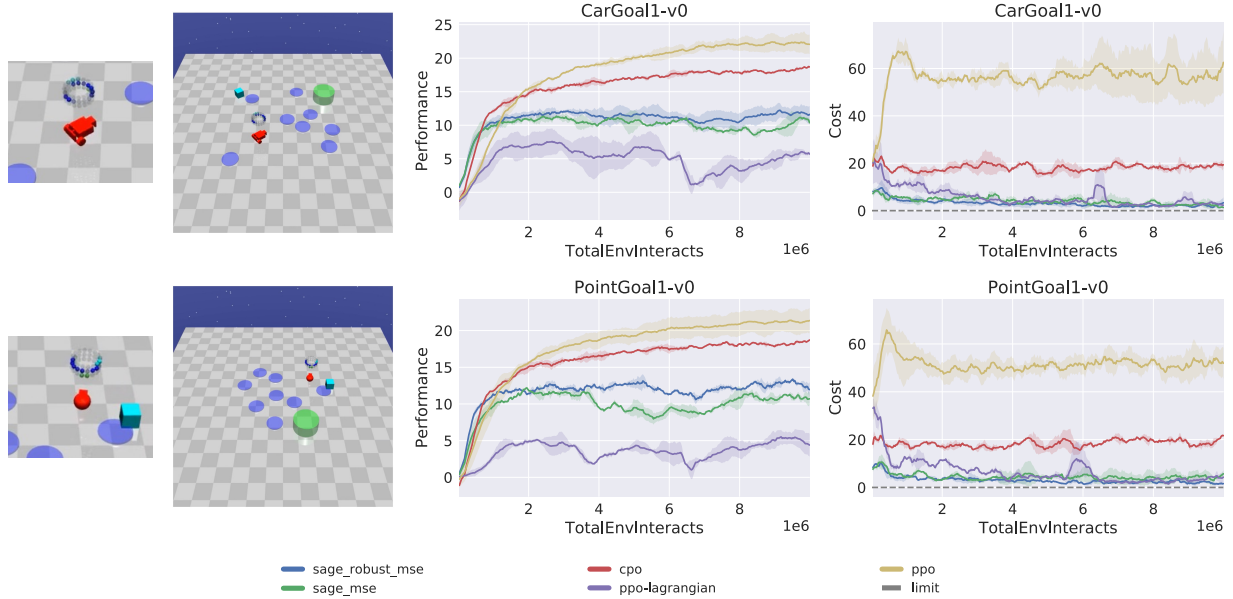 CarGoal1-v0
25
20
15
10
5
0
Performance
2
4
6
8
1e6
TotalEnvInteracts
CarGoal1-v0
60
40
20
0
Cost
2
4
6
8
1e6
TotalEnvInteracts
PointGoal1-v0
20
15
10
5
0
Performance
2
4
6
8
1e6
TotalEnvInteracts
PointGoal1-v0
60
40
20
0
Cost
2
4
6
8
1e6
TotalEnvInteracts
sage_robust_mse
sage_mse
cpo
ppo-lagrangian
ppo
limit